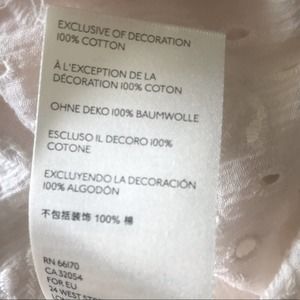 EXCLUSIVE OF DECORATION
100% COTTON
À L'EXCEPTION DE LA
DÉCORATION 100% COTON
OHNE DEKO 100% BAUMWOLLE
ESCLUSO IL DECORO 100%
COTONE
EXCLUYENDO LA DECORACIÓN
100% ALGODÓN
不包括装饰 100% 棉
RN 66170
CA 32054
FOR EU
24 WEST